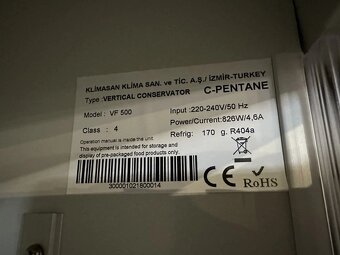 KLİMASAN KLİMA SAN. ve TİC. A.Ş./ İZMİR-TURKEY
Type :VERTICAL CONSERVATOR C-PENTANE
Model : VF 500 Input :220-240V/50 Hz
Power/Current:826W/4,6A
Class : 4 Refrig: 170 g. R404a
Operation manual is inside the unit.
This equipment is intended for storage and
display of pre-packaged food products only.
300001021800014
CE RoHS